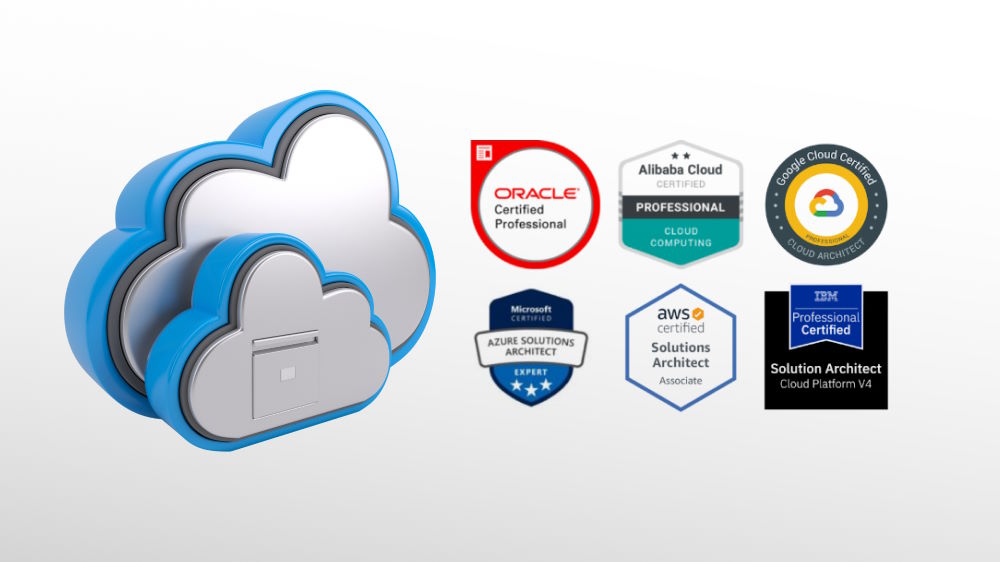 ORACLE
Certified
Professional
Alibaba Cloud
CERTIFIED
PROFESSIONAL
CLOUD
COMPUTING
Google Cloud Certified
PROFESSIONAL
CLOUD ARCHITECT
Microsoft
CERTIFIED
AZURE SOLUTIONS
ARCHITECT
EXPERT
aws
certified
Solutions
Architect
Associate
IBM
Professional
Certified
Solution Architect
Cloud Platform V4